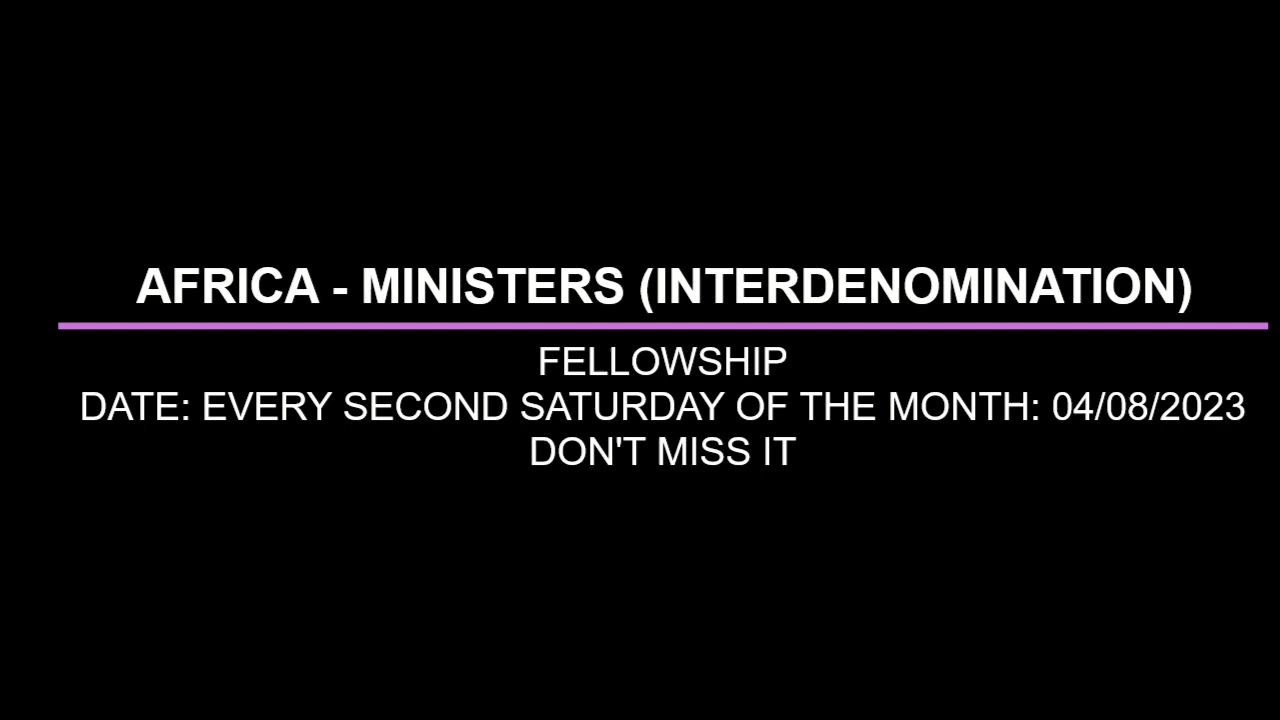 AFRICA - MINISTERS (INTERDENOMINATION)
FELLOWSHIP
DATE: EVERY SECOND SATURDAY OF THE MONTH: 04/08/2023
DON'T MISS IT